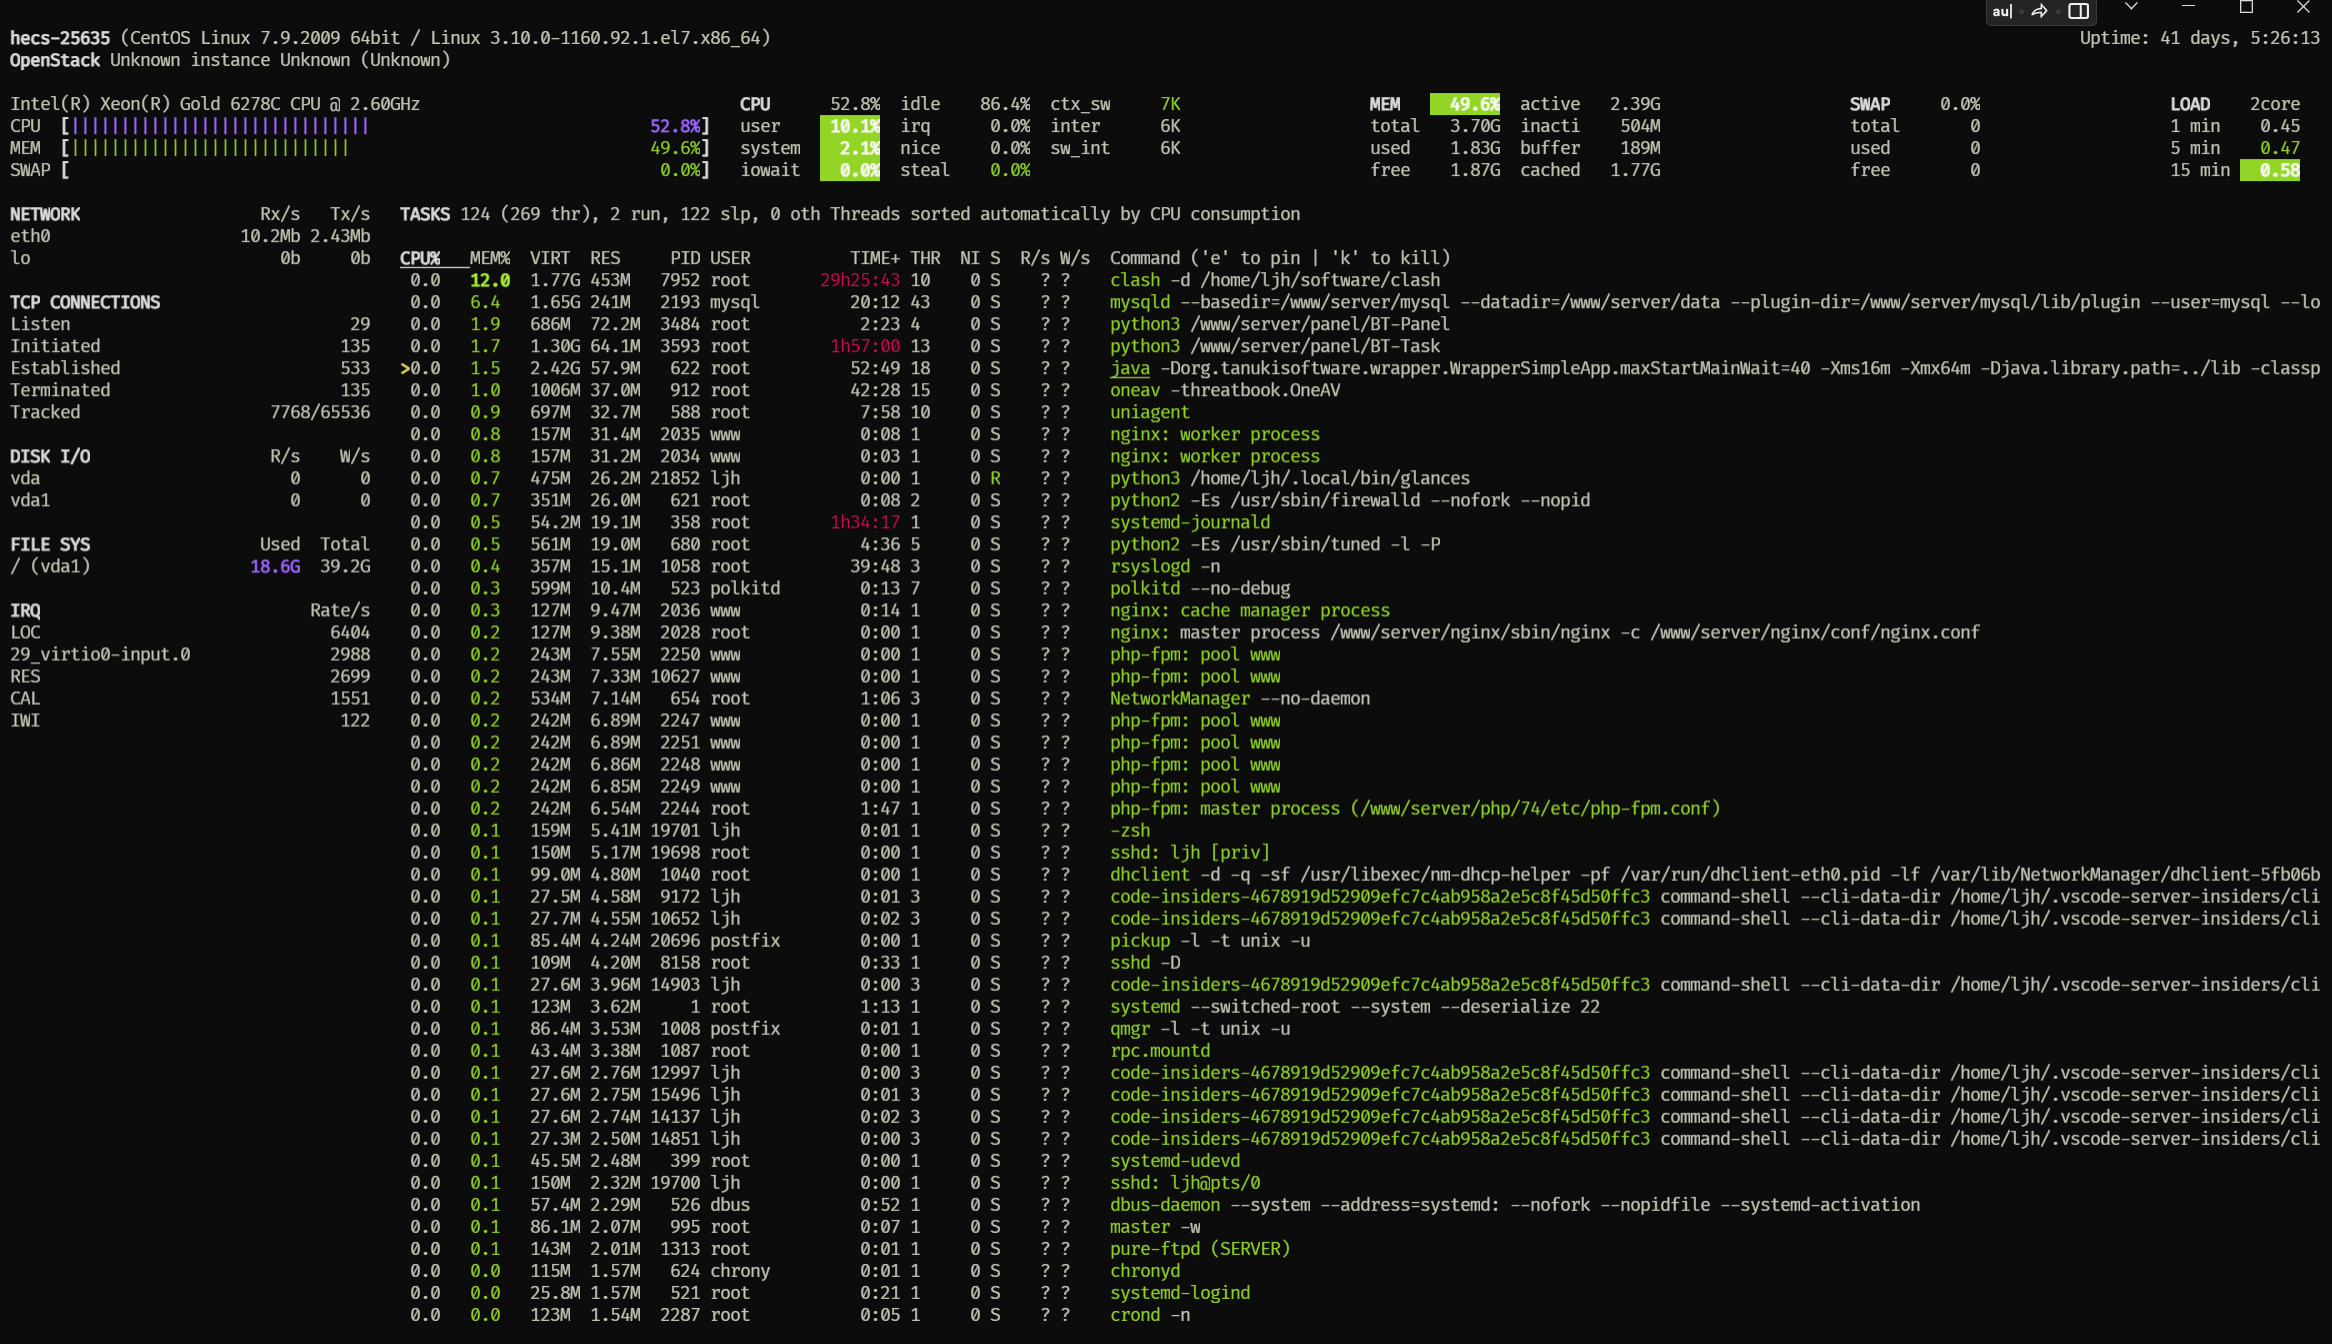 au|
hecs-25635 (CentOS Linux 7.9.2009 64bit / Linux 3.10.0-1160.92.1.el7.x86_64) Uptime: 41 days, 5:26:13
OpenStack Unknown instance Unknown (Unknown)
Intel(R) Xeon(R) Gold 6278C CPU @ 2.60GHz CPU 52.8% idle 86.4% ctx_sw 7K MEM 49.6% active 2.39G SWAP 0.0% LOAD 2core
CPU [|||||||||||||||||||||||||||||| 52.8%] user 10.1% irq 0.0% inter 6K total 3.70G inacti 504M total 0 1 min 0.45
MEM [|||||||||||||||||||||||||||| 49.6%] system 2.1% nice 0.0% sw_int 6K used 1.83G buffer 189M used 0 5 min 0.47
SWAP [ 0.0%] iowait 0.0% steal 0.0% free 1.87G cached 1.77G free 0 15 min 0.58
NETWORK Rx/s Tx/s TASKS 124 (269 thr), 2 run, 122 slp, 0 oth Threads sorted automatically by CPU consumption
eth0 10.2Mb 2.43Mb
lo 0b 0b CPU% MEM% VIRT RES PID USER TIME+ THR NI S R/s W/s Command ('e' to pin | 'k' to kill)
0.0 12.0 1.77G 453M 7952 root 29h25:43 10 0 S ? ? clash -d /home/ljh/software/clash
TCP CONNECTIONS 0.0 6.4 1.65G 241M 2193 mysql 20:12 43 0 S ? ? mysqld --basedir=/www/server/mysql --datadir=/www/server/data --plugin-dir=/www/server/mysql/lib/plugin --user=mysql --lo
Listen 29 0.0 1.9 686M 72.2M 3484 root 2:23 4 0 S ? ? python3 /www/server/panel/BT-Panel
Initiated 135 0.0 1.7 1.30G 64.1M 3593 root 1h57:00 13 0 S ? ? python3 /www/server/panel/BT-Task
Established 533 >0.0 1.5 2.42G 57.9M 622 root 52:49 18 0 S ? ? java -Dorg.tanukisoftware.wrapper.WrapperSimpleApp.maxStartMainWait=40 -Xms16m -Xmx64m -Djava.library.path=../lib -classp
Terminated 135 0.0 1.0 1006M 37.0M 912 root 42:28 15 0 S ? ? oneav -threatbook.OneAV
Tracked 7768/65536 0.0 0.9 697M 32.7M 588 root 7:58 10 0 S ? ? uniagent
0.0 0.8 157M 31.4M 2035 www 0:08 1 0 S ? ? nginx: worker process
DISK I/O R/s W/s 0.0 0.8 157M 31.2M 2034 www 0:03 1 0 S ? ? nginx: worker process
vda 0 0 0.0 0.7 475M 26.2M 21852 ljh 0:00 1 0 R ? ? python3 /home/ljh/.local/bin/glances
vda1 0 0 0.0 0.7 351M 26.0M 621 root 0:08 2 0 S ? ? python2 -Es /usr/sbin/firewalld --nofork --nopid
0.0 0.5 54.2M 19.1M 358 root 1h34:17 1 0 S ? ? systemd-journald
FILE SYS Used Total 0.0 0.5 561M 19.0M 680 root 4:36 5 0 S ? ? python2 -Es /usr/sbin/tuned -l -P
/ (vda1) 18.6G 39.2G 0.0 0.4 357M 15.1M 1058 root 39:48 3 0 S ? ? rsyslogd -n
0.0 0.3 599M 10.4M 523 polkitd 0:13 7 0 S ? ? polkitd --no-debug
IRQ Rate/s 0.0 0.3 127M 9.47M 2036 www 0:14 1 0 S ? ? nginx: cache manager process
LOC 6404 0.0 0.2 127M 9.38M 2028 root 0:00 1 0 S ? ? nginx: master process /www/server/nginx/sbin/nginx -c /www/server/nginx/conf/nginx.conf
29_virtio0-input.0 2988 0.0 0.2 243M 7.55M 2250 www 0:00 1 0 S ? ? php-fpm: pool www
RES 2699 0.0 0.2 243M 7.33M 10627 www 0:00 1 0 S ? ? php-fpm: pool www
CAL 1551 0.0 0.2 534M 7.14M 654 root 1:06 3 0 S ? ? NetworkManager --no-daemon
IWI 122 0.0 0.2 242M 6.89M 2247 www 0:00 1 0 S ? ? php-fpm: pool www
0.0 0.2 242M 6.89M 2251 www 0:00 1 0 S ? ? php-fpm: pool www
0.0 0.2 242M 6.86M 2248 www 0:00 1 0 S ? ? php-fpm: pool www
0.0 0.2 242M 6.85M 2249 www 0:00 1 0 S ? ? php-fpm: pool www
0.0 0.2 242M 6.54M 2244 root 1:47 1 0 S ? ? php-fpm: master process (/www/server/php/74/etc/php-fpm.conf)
0.0 0.1 159M 5.41M 19701 ljh 0:01 1 0 S ? ? -zsh
0.0 0.1 150M 5.17M 19698 root 0:00 1 0 S ? ? sshd: ljh [priv]
0.0 0.1 99.0M 4.80M 1040 root 0:00 1 0 S ? ? dhclient -d -q -sf /usr/libexec/nm-dhcp-helper -pf /var/run/dhclient-eth0.pid -lf /var/lib/NetworkManager/dhclient-5fb06b
0.0 0.1 27.5M 4.58M 9172 ljh 0:01 3 0 S ? ? code-insiders-4678919d52909efc7c4ab958a2e5c8f45d50ffc3 command-shell --cli-data-dir /home/ljh/.vscode-server-insiders/cli
0.0 0.1 27.7M 4.55M 10652 ljh 0:02 3 0 S ? ? code-insiders-4678919d52909efc7c4ab958a2e5c8f45d50ffc3 command-shell --cli-data-dir /home/ljh/.vscode-server-insiders/cli
0.0 0.1 85.4M 4.24M 20696 postfix 0:00 1 0 S ? ? pickup -l -t unix -u
0.0 0.1 109M 4.20M 8158 root 0:33 1 0 S ? ? sshd -D
0.0 0.1 27.6M 3.96M 14903 ljh 0:00 3 0 S ? ? code-insiders-4678919d52909efc7c4ab958a2e5c8f45d50ffc3 command-shell --cli-data-dir /home/ljh/.vscode-server-insiders/cli
0.0 0.1 123M 3.62M 1 root 1:13 1 0 S ? ? systemd --switched-root --system --deserialize 22
0.0 0.1 86.4M 3.53M 1008 postfix 0:01 1 0 S ? ? qmgr -l -t unix -u
0.0 0.1 43.4M 3.38M 1087 root 0:00 1 0 S ? ? rpc.mountd
0.0 0.1 27.6M 2.76M 12997 ljh 0:00 3 0 S ? ? code-insiders-4678919d52909efc7c4ab958a2e5c8f45d50ffc3 command-shell --cli-data-dir /home/ljh/.vscode-server-insiders/cli
0.0 0.1 27.6M 2.75M 15496 ljh 0:01 3 0 S ? ? code-insiders-4678919d52909efc7c4ab958a2e5c8f45d50ffc3 command-shell --cli-data-dir /home/ljh/.vscode-server-insiders/cli
0.0 0.1 27.6M 2.74M 14137 ljh 0:02 3 0 S ? ? code-insiders-4678919d52909efc7c4ab958a2e5c8f45d50ffc3 command-shell --cli-data-dir /home/ljh/.vscode-server-insiders/cli
0.0 0.1 27.3M 2.50M 14851 ljh 0:00 3 0 S ? ? code-insiders-4678919d52909efc7c4ab958a2e5c8f45d50ffc3 command-shell --cli-data-dir /home/ljh/.vscode-server-insiders/cli
0.0 0.1 45.5M 2.48M 399 root 0:00 1 0 S ? ? systemd-udevd
0.0 0.1 150M 2.32M 19700 ljh 0:00 1 0 S ? ? sshd: ljh@pts/0
0.0 0.1 57.4M 2.29M 526 dbus 0:52 1 0 S ? ? dbus-daemon --system --address=systemd: --nofork --nopidfile --systemd-activation
0.0 0.1 86.1M 2.07M 995 root 0:07 1 0 S ? ? master -w
0.0 0.1 143M 2.01M 1313 root 0:01 1 0 S ? ? pure-ftpd (SERVER)
0.0 0.0 115M 1.57M 624 chrony 0:01 1 0 S ? ? chronyd
0.0 0.0 25.8M 1.57M 521 root 0:21 1 0 S ? ? systemd-logind
0.0 0.0 123M 1.54M 2287 root 0:05 1 0 S ? ? crond -n